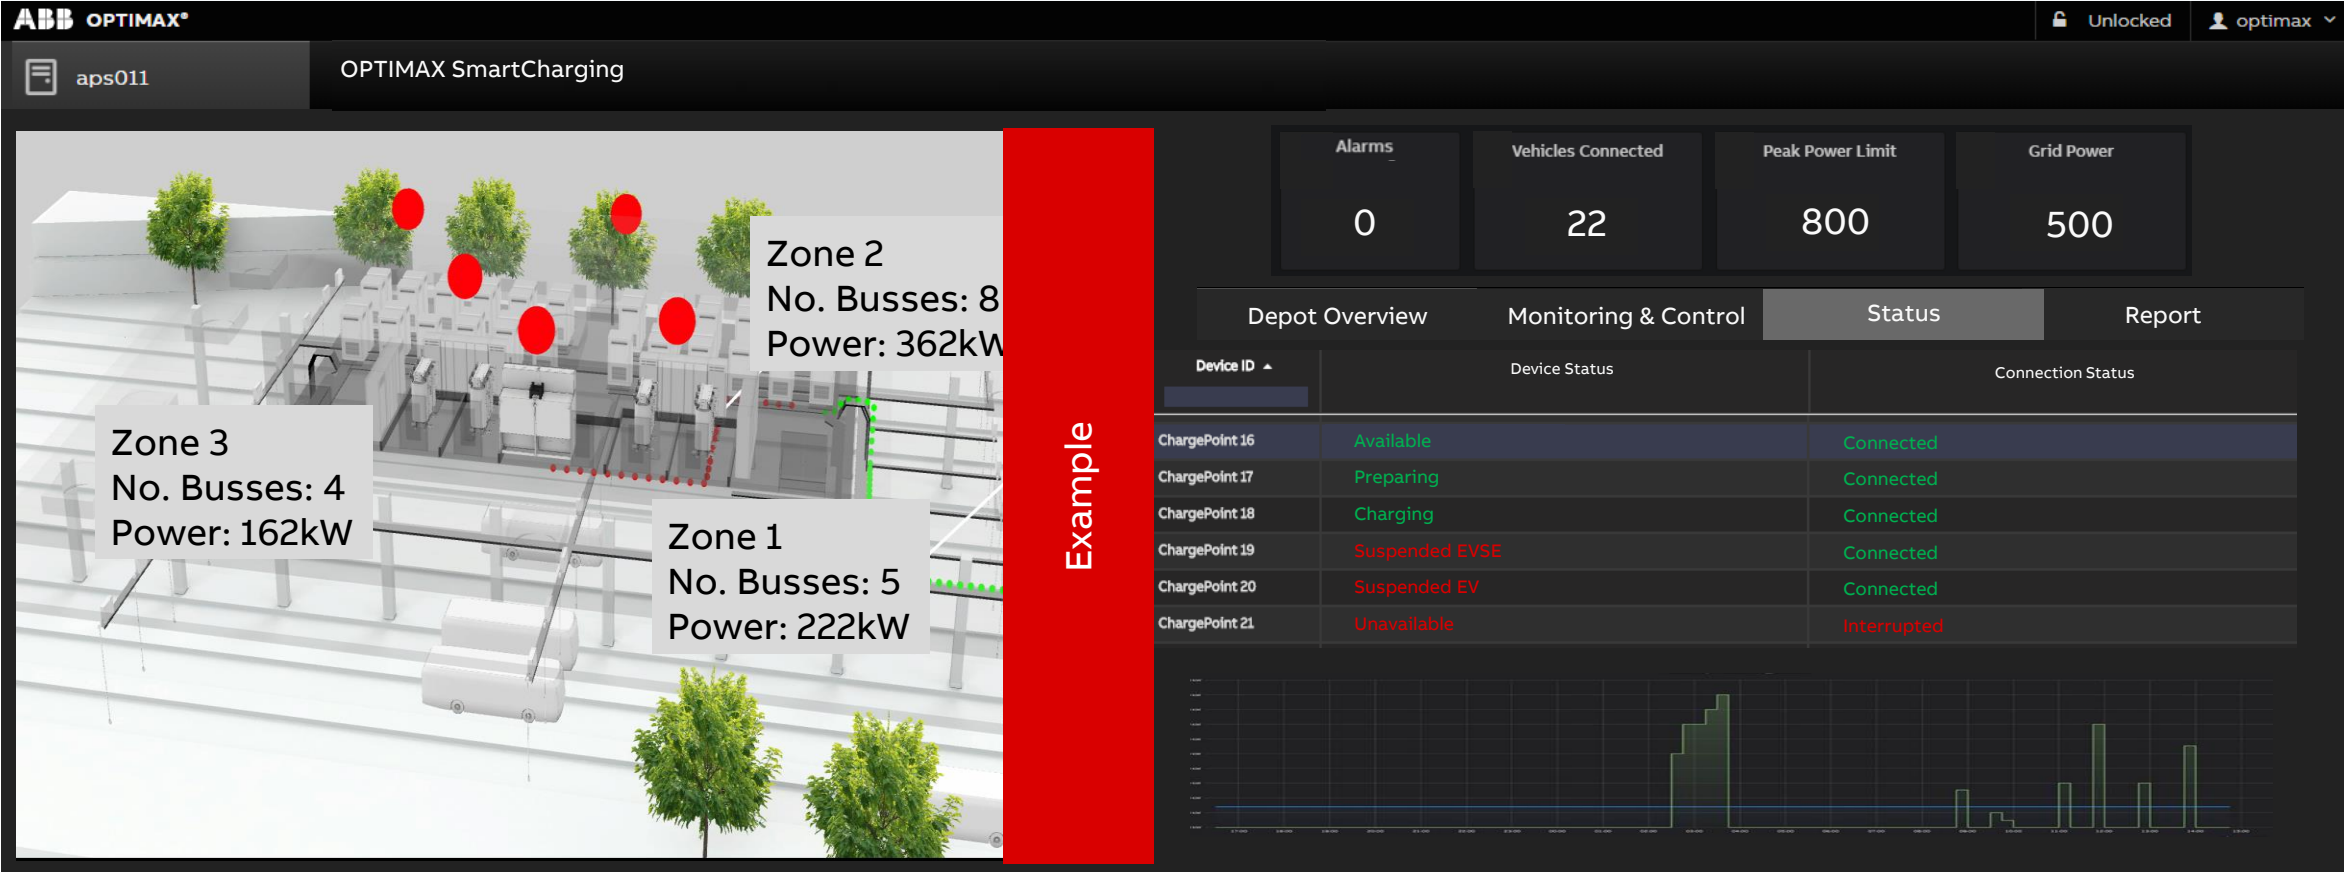 ABB OPTIMAX®
Unlocked
optimax
aps011
OPTIMAX SmartCharging
Zone 2
No. Busses: 8
Power: 362kW
Zone 3
No. Busses: 4
Power: 162kW
Zone 1
No. Busses: 5
Power: 222kW
Example
Alarms
0
Vehicles Connected
22
Peak Power Limit
800
Grid Power
500
Depot Overview Monitoring & Control Status Report
Device ID Device Status Connection Status
ChargePoint 16 Available Connected
ChargePoint 17 Preparing Connected
ChargePoint 18 Charging Connected
ChargePoint 19 Suspended EVSE Connected
ChargePoint 20 Suspended EV Connected
ChargePoint 21 Unavailable Interrupted